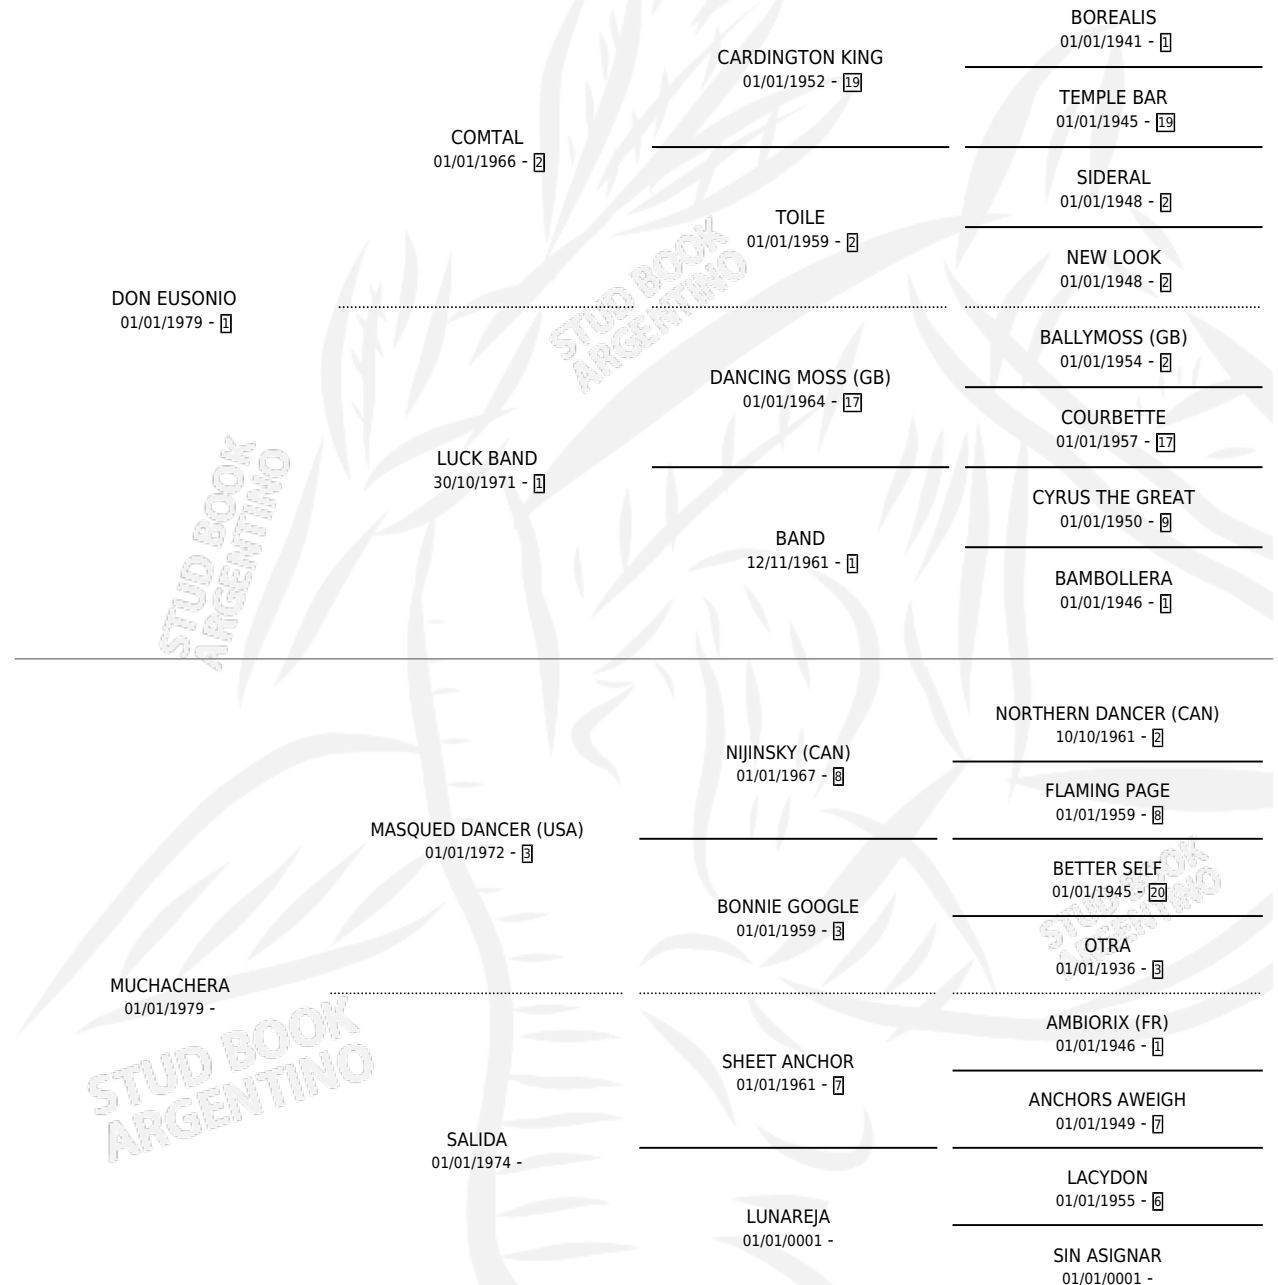 BOREALIS
01/01/1941 - 1
CARDINGTON KING
01/01/1952 - 19
TEMPLE BAR
01/01/1945 - 19
COMTAL
01/01/1966 - 2
SIDERAL
01/01/1948 - 2
TOILE
01/01/1959 - 2
NEW LOOK
01/01/1948 - 2
DON EUSONIO
01/01/1979 - 1
BALLYMOSS (GB)
01/01/1954 - 2
DANCING MOSS (GB)
01/01/1964 - 17
COURBETTE
01/01/1957 - 17
LUCK BAND
30/10/1971 - 1
CYRUS THE GREAT
01/01/1950 - 9
BAND
12/11/1961 - 1
BAMBOLLERA
01/01/1946 - 1
NORTHERN DANCER (CAN)
10/10/1961 - 2
NIJINSKY (CAN)
01/01/1967 - 8
FLAMING PAGE
01/01/1959 - 8
MASQUED DANCER (USA)
01/01/1972 - 3
BETTER SELF
01/01/1945 - 20
BONNIE GOOGLE
01/01/1959 - 3
OTRA
01/01/1936 - 3
MUCHACHERA
01/01/1979 -
AMBIORIX (FR)
01/01/1946 - 1
SHEET ANCHOR
01/01/1961 - 7
ANCHORS AWEIGH
01/01/1949 - 7
SALIDA
01/01/1974 -
LACYDON
01/01/1955 - 6
LUNAREJA
01/01/0001 -
SIN ASIGNAR
01/01/0001 -
STUD BOOK
ARGENTINO
STUD BOOK
ARGENTINO
STUD BOOK
ARGENTINO
STUD BOOK
ARGENTINO